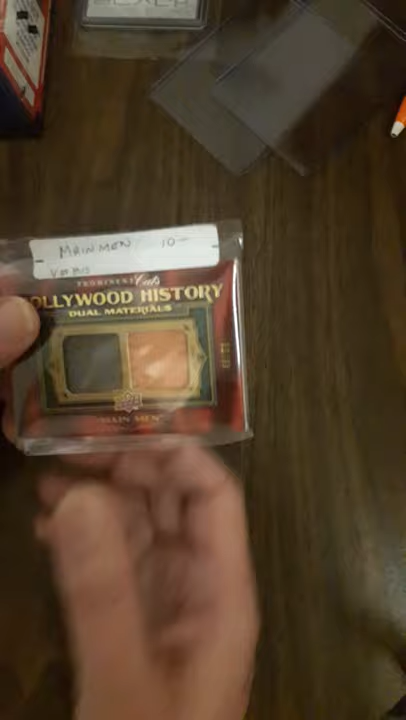 MAIN MEN 10-
PROMINENT Cuts
HOLLYWOOD HISTORY
DUAL MATERIALS
"MAIN MEN"